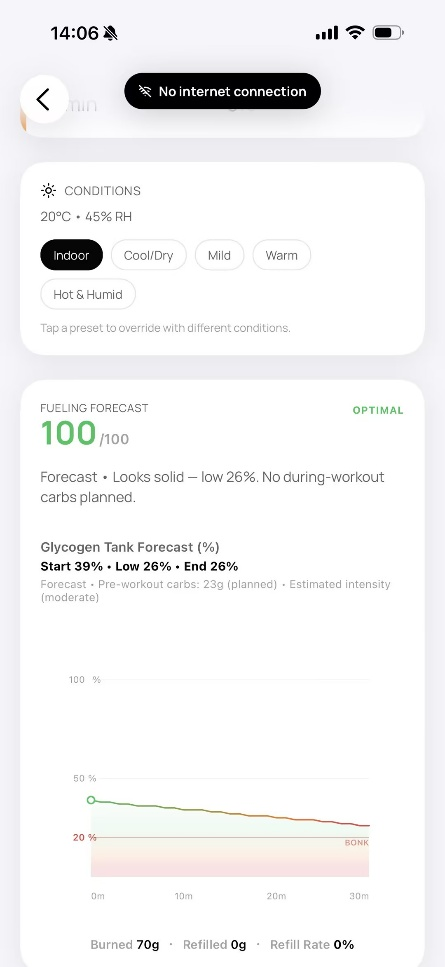 14:06
No internet connection
min
CONDITIONS
20°C • 45% RH
Indoor
Cool/Dry
Mild
Warm
Hot & Humid
Tap a preset to override with different conditions.
FUELING FORECAST
OPTIMAL
100 /100
Forecast • Looks solid — low 26%. No during-workout
carbs planned.
Glycogen Tank Forecast (%)
Start 39% • Low 26% • End 26%
Forecast • Pre-workout carbs: 23g (planned) • Estimated intensity
(moderate)
100 %
50 %
20 %
BONK
0m 10m 20m 30m
Burned 70g · Refilled 0g · Refill Rate 0%